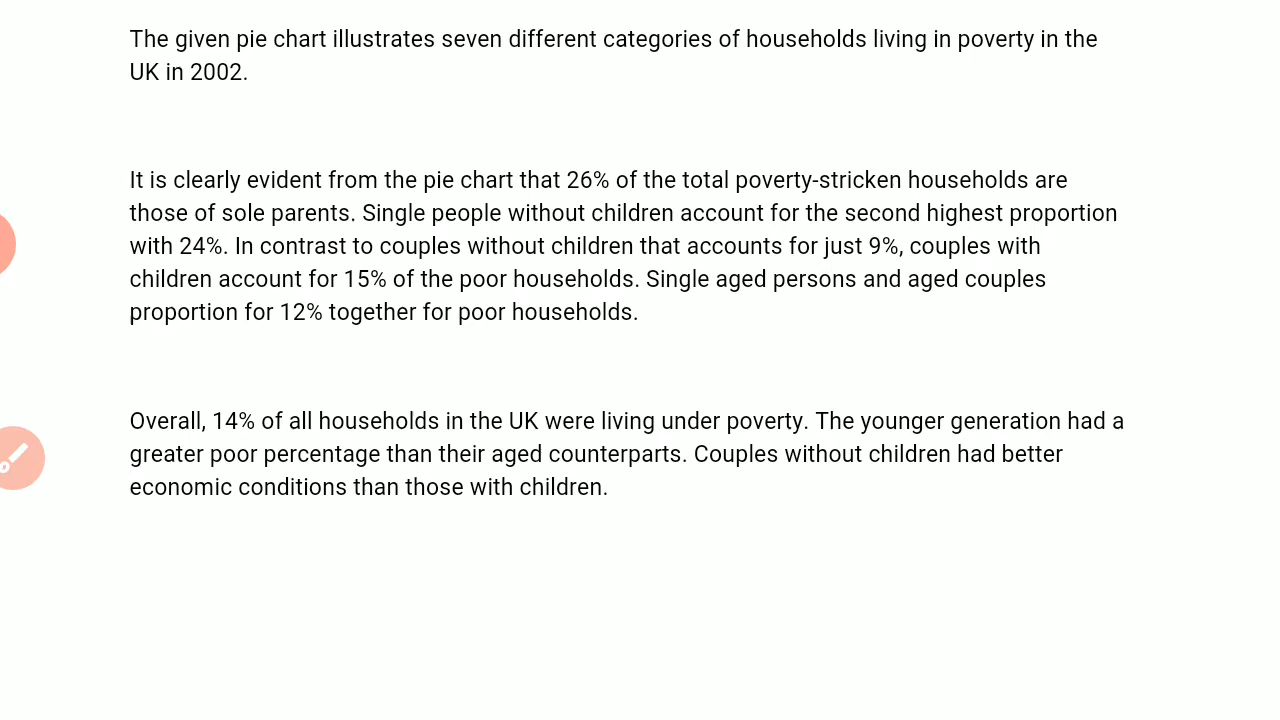 The given pie chart illustrates seven different categories of households living in poverty in the
UK in 2002.
It is clearly evident from the pie chart that 26% of the total poverty-stricken households are
those of sole parents. Single people without children account for the second highest proportion
with 24%. In contrast to couples without children that accounts for just 9%, couples with
children account for 15% of the poor households. Single aged persons and aged couples
proportion for 12% together for poor households.
Overall, 14% of all households in the UK were living under poverty. The younger generation had a
greater poor percentage than their aged counterparts. Couples without children had better
economic conditions than those with children.